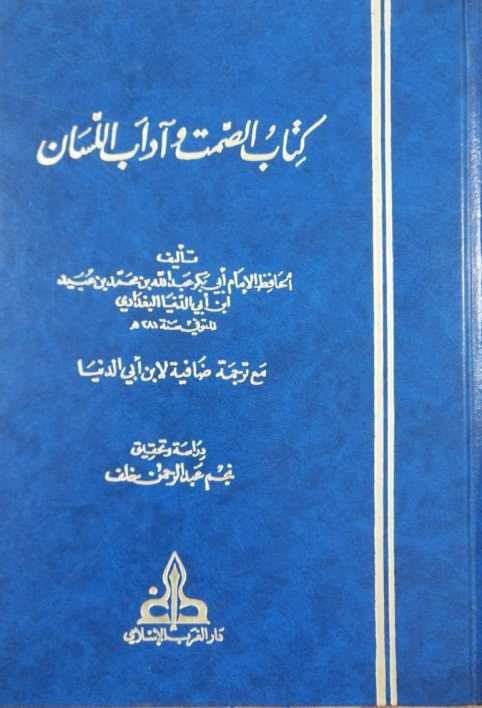 كتاب الصمت وآداب اللسان
تأليف
الحافظ الإمام أبي بكر عبد الله بن محمد بن عبيد
ابن أبي الدنيا البغدادي
المتوفى سنة ٢٨١ هـ
مع ترجمة ضافية لابن أبي الدنيا
دراسة وتحقيق
نجم عبد الرحمن خلف
دار الغرب الإسلامي